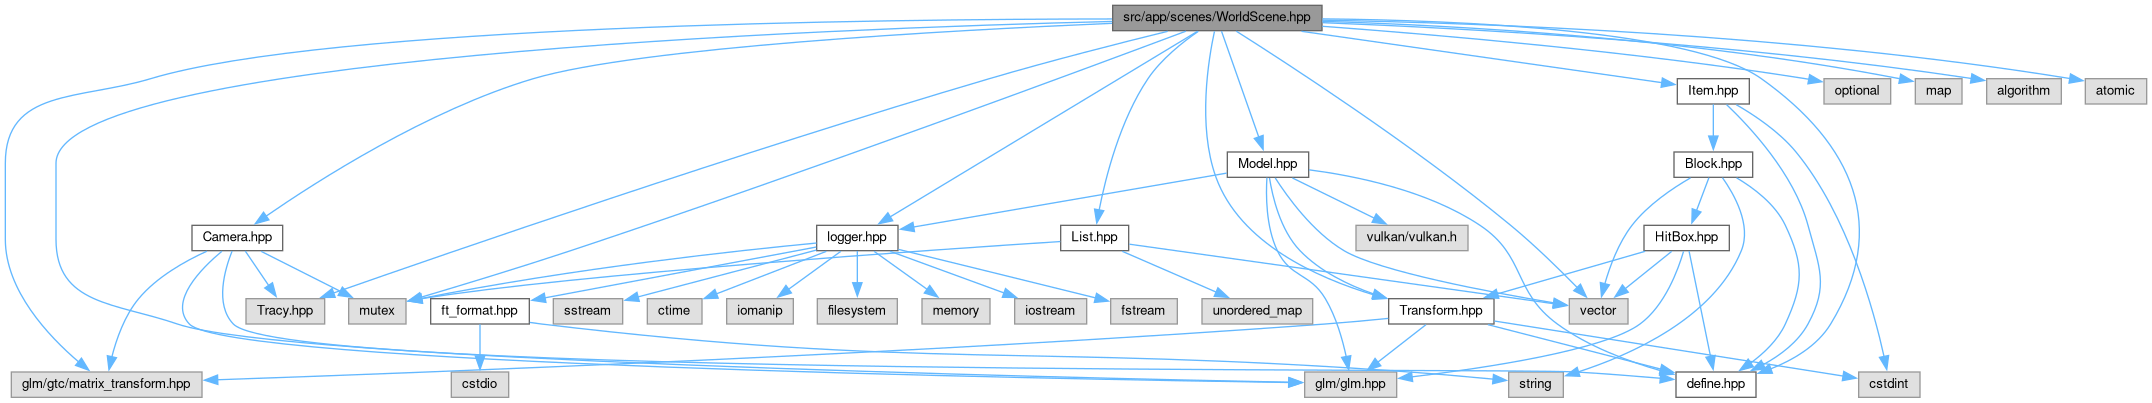 src/app/scenes/WorldScene.hpp
Item.hpp
optional
map
algorithm
atomic
Model.hpp
Block.hpp
Camera.hpp
logger.hpp
List.hpp
vulkan/vulkan.h
HitBox.hpp
Tracy.hpp
mutex
ft_format.hpp
sstream
ctime
iomanip
filesystem
memory
iostream
fstream
unordered_map
Transform.hpp
vector
glm/gtc/matrix_transform.hpp
cstdio
glm/glm.hpp
string
define.hpp
cstdint